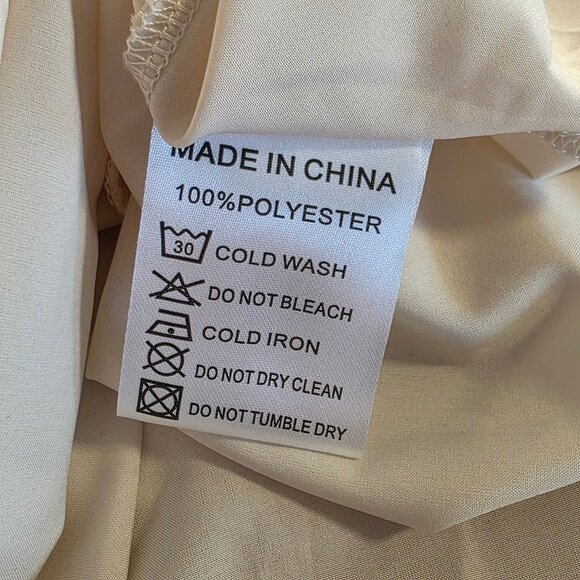 MADE IN CHINA
100%POLYESTER
30 COLD WASH
DO NOT BLEACH
COLD IRON
DO NOT DRY CLEAN
DO NOT TUMBLE DRY